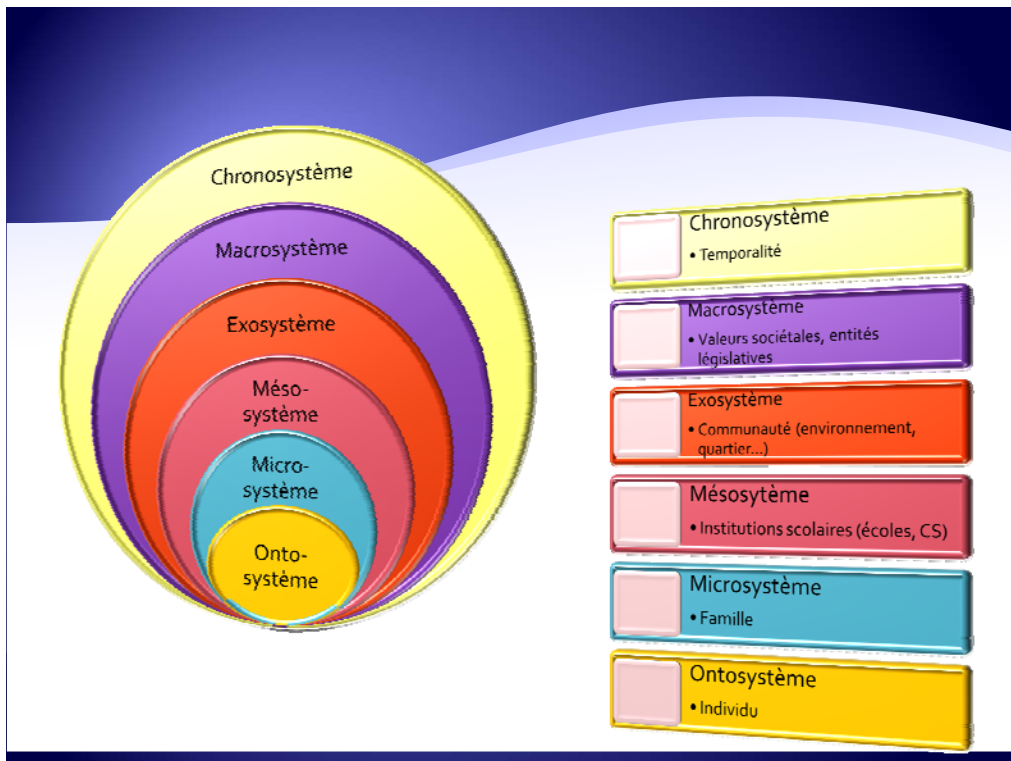 Chronosystème
Macrosystème
Exosystème
Méso-
système
Micro-
système
Onto-
système
Chronosystème
• Temporalité
Macrosystème
• Valeurs sociétales, entités
législatives
Exosystème
• Communauté (environnement,
quartier...)
Mésosytème
• Institutions scolaires (écoles, CS)
Microsystème
• Famille
Ontosystème
• Individu